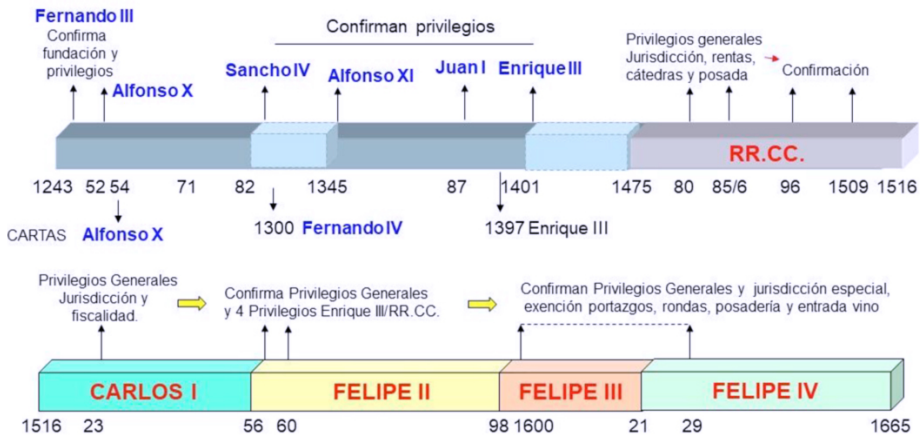 Fernando III
Confirma
fundación y
privilegios
Alfonso X
Confirman privilegios
Sancho IV
Alfonso XI
Juan I
Enrique III
Privilegios generales
Jurisdicción, rentas,
cátedras y posada
Confirmación
RR.CC.
1243 52 54 71 82 1345 87 1401 1475 80 85/6 96 1509 1516
CARTAS Alfonso X
1300 Fernando IV
1397 Enrique III
Privilegios Generales
Jurisdicción y
fiscalidad.
Confirma Privilegios Generales
y 4 Privilegios Enrique III/RR.CC.
Confirman Privilegios Generales y jurisdicción especial,
exención portazgos, rondas, posadería y entrada vino
CARLOS I FELIPE II FELIPE III FELIPE IV
1516 23 56 60 98 1600 21 29 1665